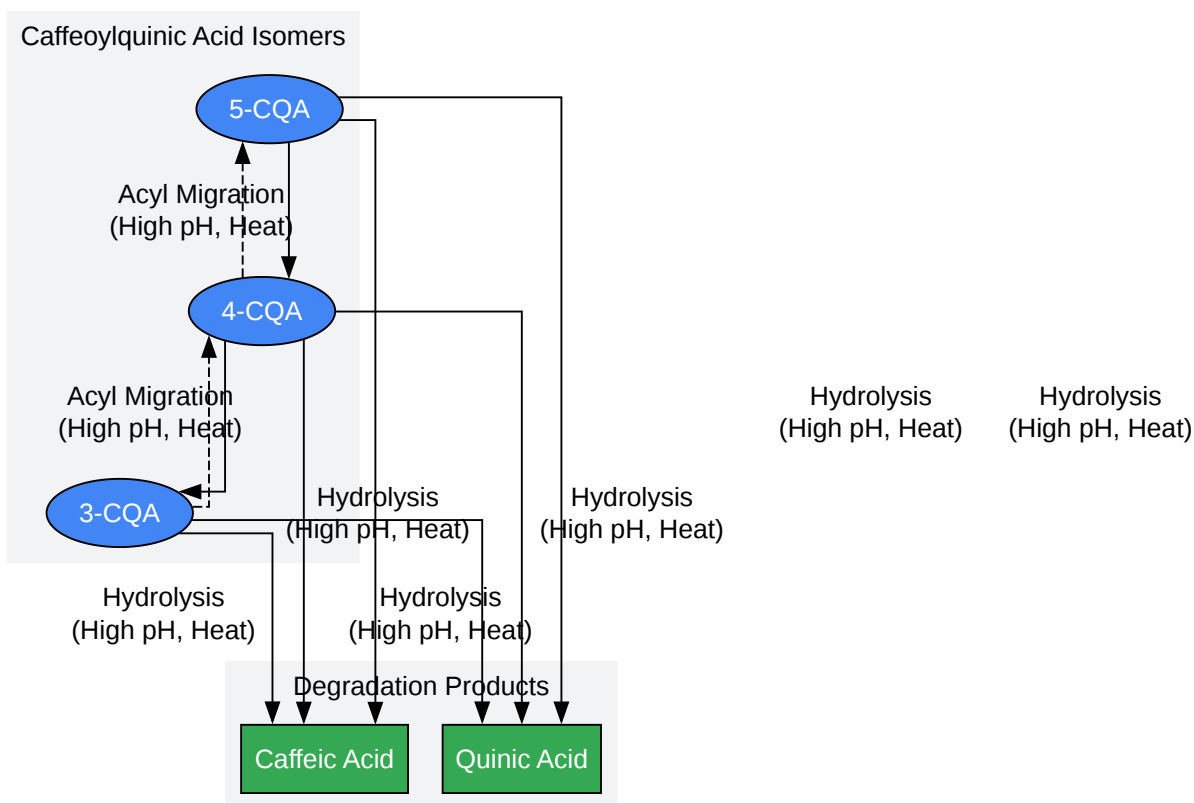 Caffeoylquinic Acid Isomers
5-CQA
Acyl Migration
(High pH, Heat)
4-CQA
Acyl Migration
(High pH, Heat)
Hydrolysis
(High pH, Heat)
Hydrolysis
(High pH, Heat)
3-CQA
Hydrolysis
(High pH, Heat)
Hydrolysis
(High pH, Heat)
Hydrolysis
(High pH, Heat)
Hydrolysis
(High pH, Heat)
Degradation Products
Caffeic Acid
Quinic Acid